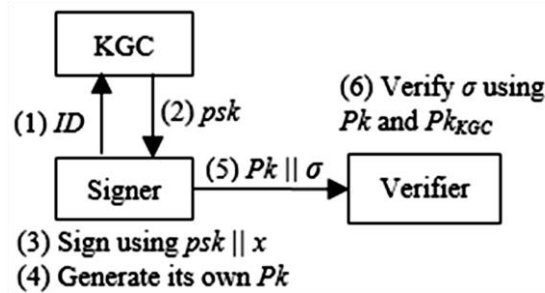 KGC
(1) ID
(2) psk
(6) Verify σ using
Pk and Pk_KGC
Signer
(5) Pk || σ
Verifier
(3) Sign using psk || x
(4) Generate its own Pk